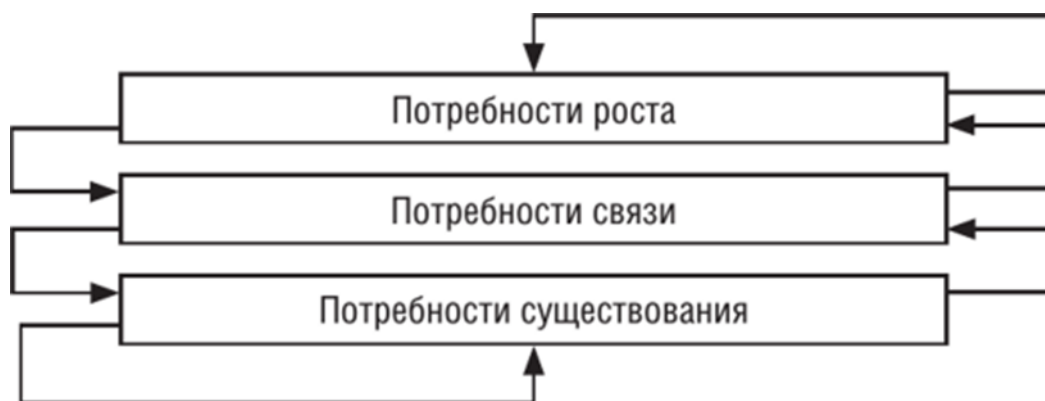 Потребности роста
Потребности связи
Потребности существования